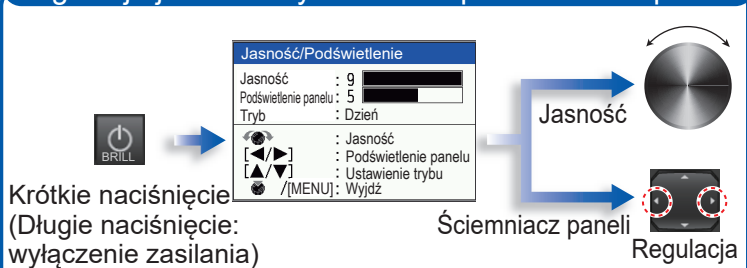 Jasność/Podświetlenie
Jasność : 9
Podświetlenie panelu : 5
Tryb : Dzień
: Jasność
[◀/▶] : Podświetlenie panelu
[▲/▼] : Ustawienie trybu
/[MENU] : Wyjdź
BRILL
Krótkie naciśnięcie
(Długie naciśnięcie:
wyłączenie zasilania)
Jasność
Ściemniacz paneli
Regulacja